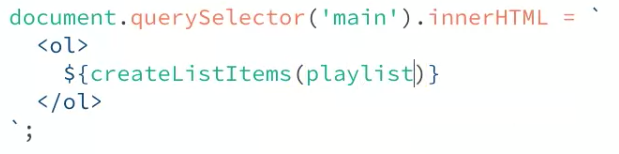 document.querySelector('main').innerHTML = `
  <ol>
    ${createListItems(playlist)}
  </ol>
`;